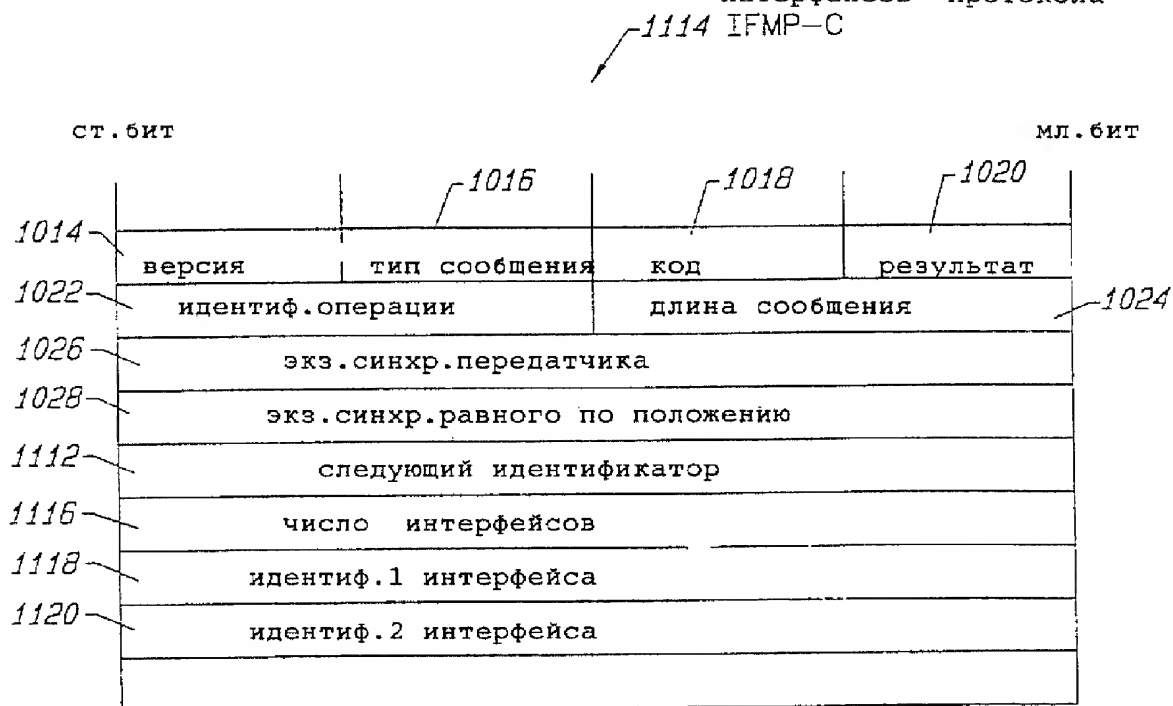 интерфейсов протокола
1114 IFMP-C
ст.бит мл.бит
1016 1018 1020
1014
версия тип сообщения код результат
1022 идентиф.операции длина сообщения 1024
1026 экз.синхр.передатчика
1028 экз.синхр.равного по положению
1112 следующий идентификатор
1116 число интерфейсов
1118 идентиф.1 интерфейса
1120 идентиф.2 интерфейса